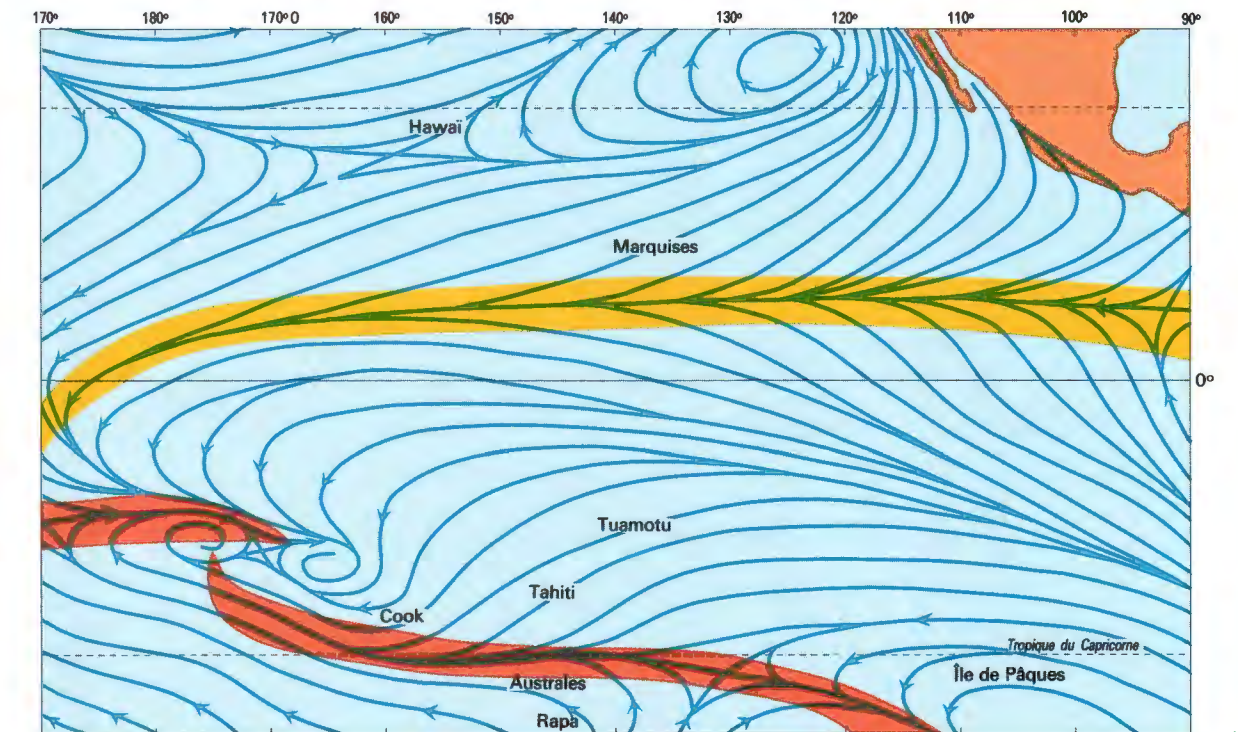 170° 180° 170°0 160° 150° 140° 130° 120° 110° 100° 90°
Hawaï
Marquises
0°
Tuamotu
Tahiti
Cook
Tropique du Capricorne
Île de Pâques
Australes
Rapa